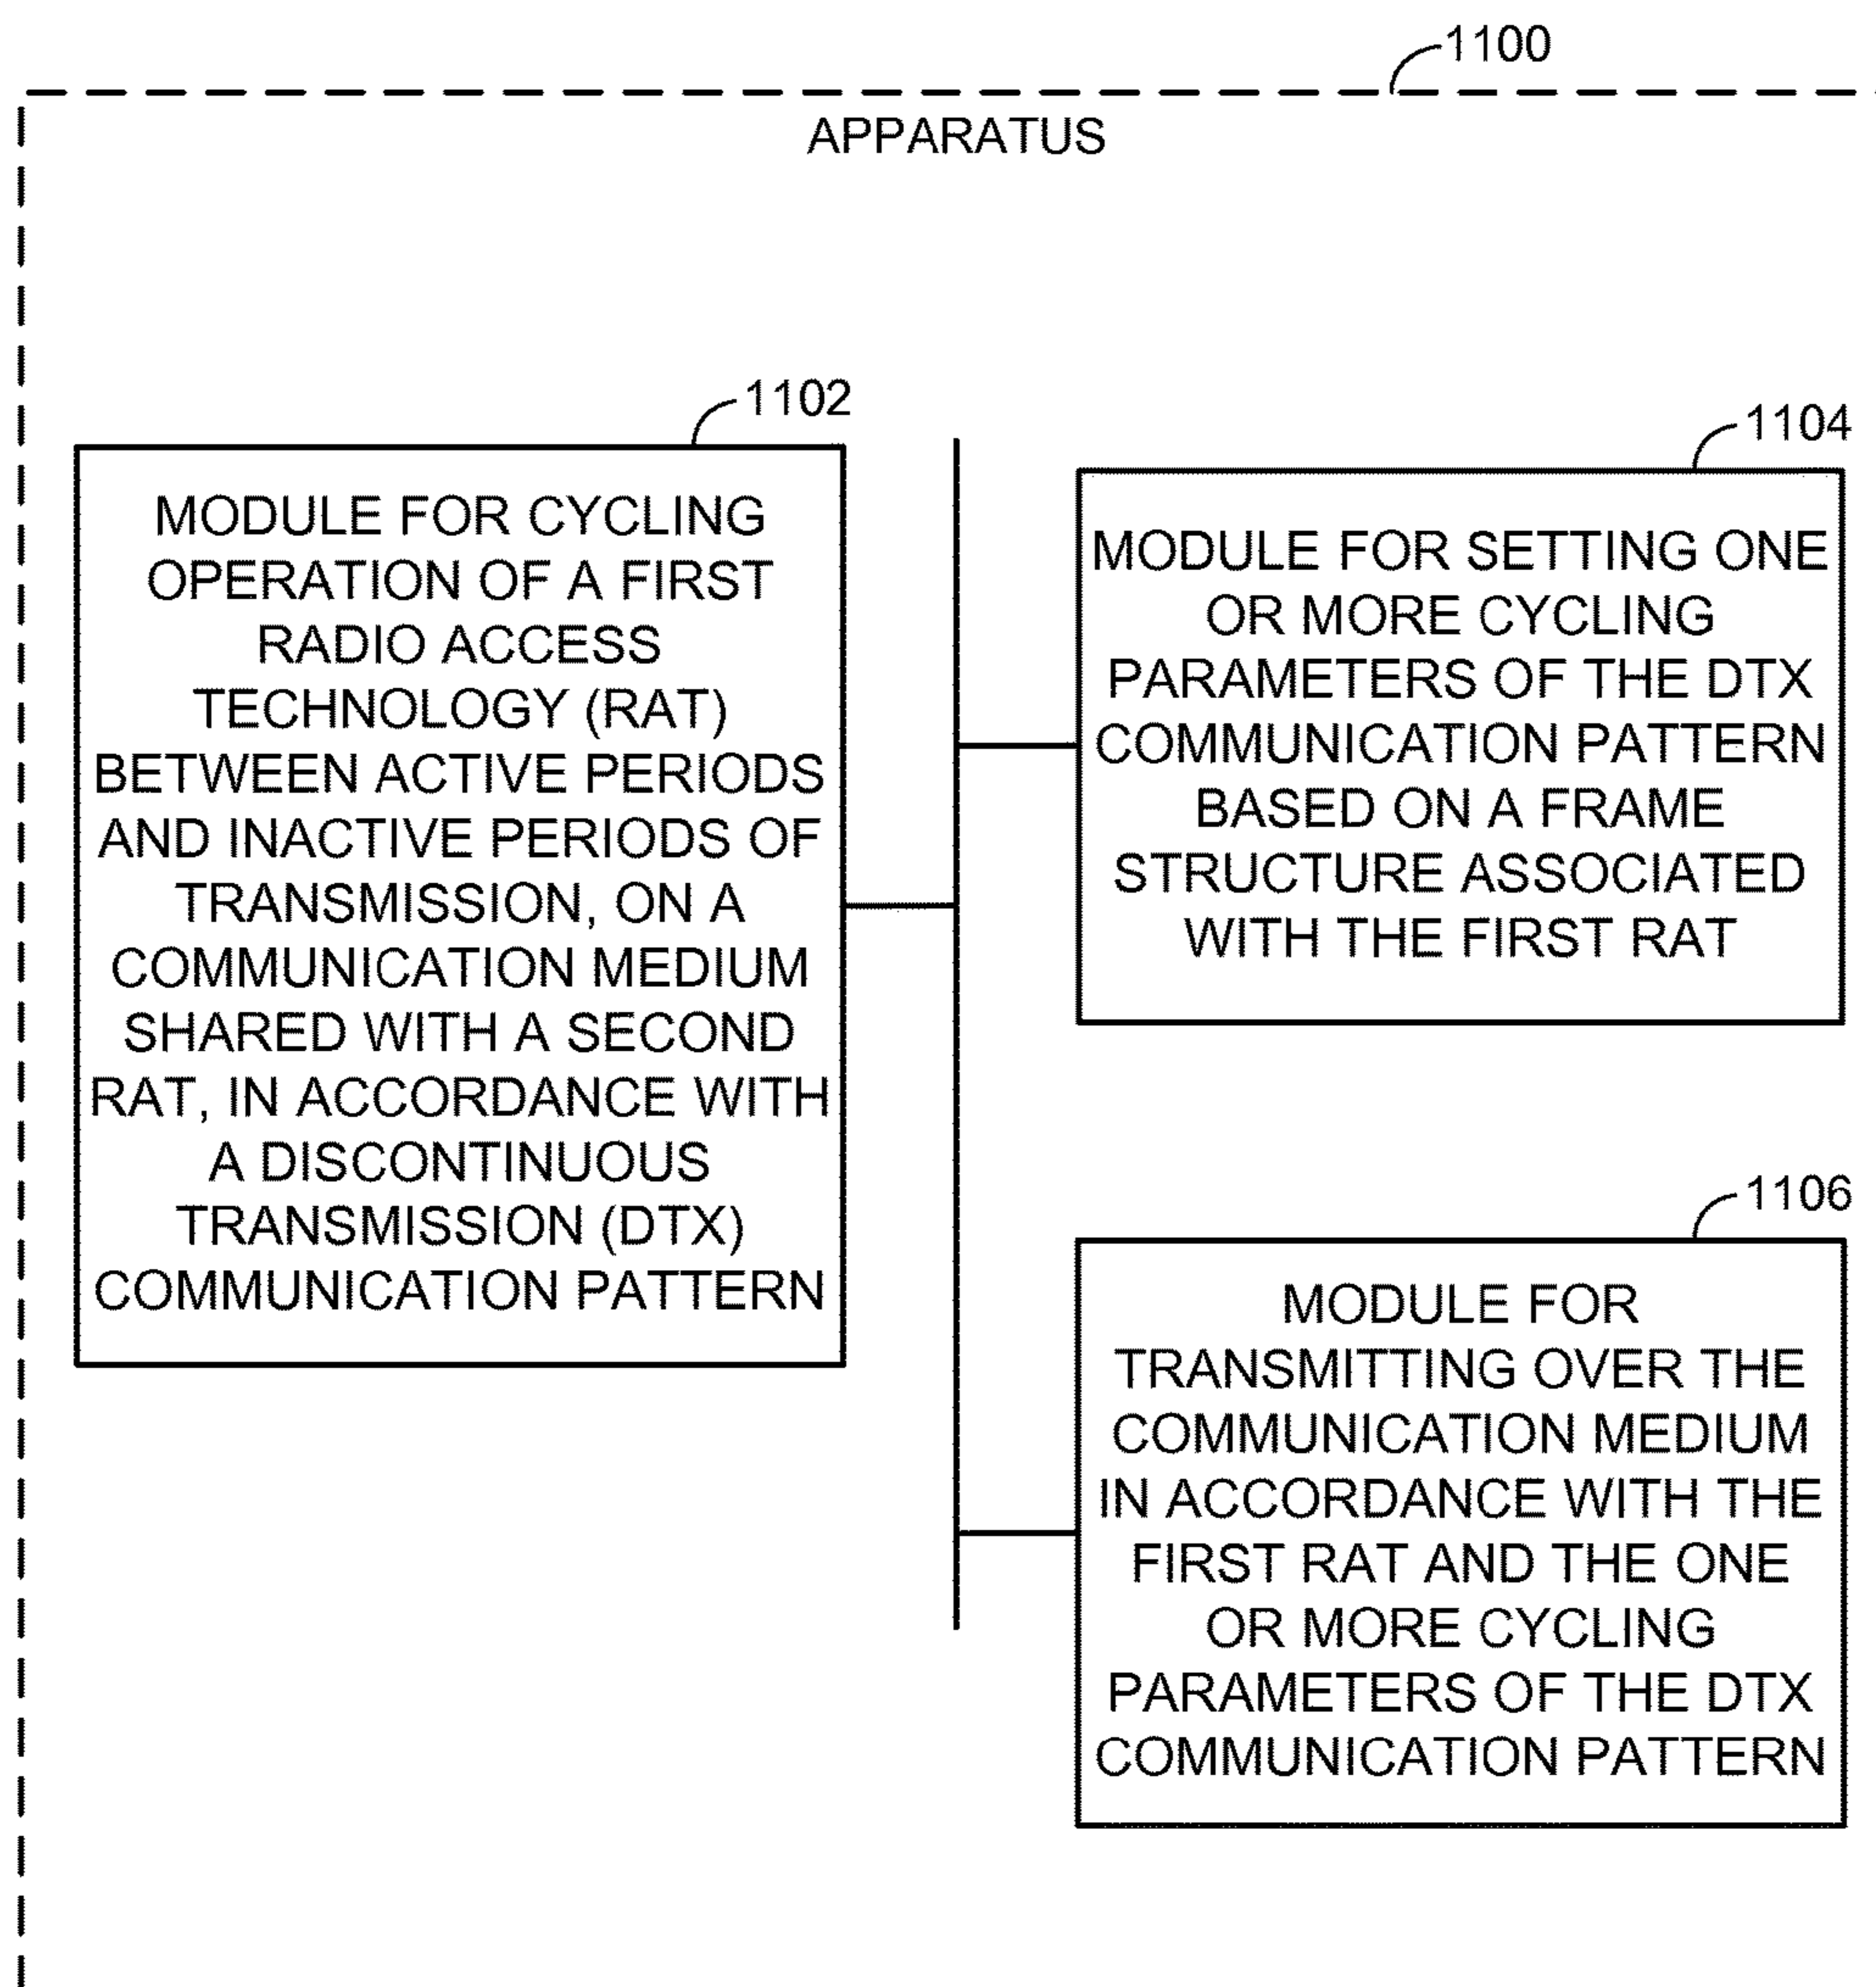 1100
APPARATUS
1102
MODULE FOR CYCLING
OPERATION OF A FIRST
RADIO ACCESS
TECHNOLOGY (RAT)
BETWEEN ACTIVE PERIODS
AND INACTIVE PERIODS OF
TRANSMISSION, ON A
COMMUNICATION MEDIUM
SHARED WITH A SECOND
RAT, IN ACCORDANCE WITH
A DISCONTINUOUS
TRANSMISSION (DTX)
COMMUNICATION PATTERN
1104
MODULE FOR SETTING ONE
OR MORE CYCLING
PARAMETERS OF THE DTX
COMMUNICATION PATTERN
BASED ON A FRAME
STRUCTURE ASSOCIATED
WITH THE FIRST RAT
1106
MODULE FOR
TRANSMITTING OVER THE
COMMUNICATION MEDIUM
IN ACCORDANCE WITH THE
FIRST RAT AND THE ONE
OR MORE CYCLING
PARAMETERS OF THE DTX
COMMUNICATION PATTERN